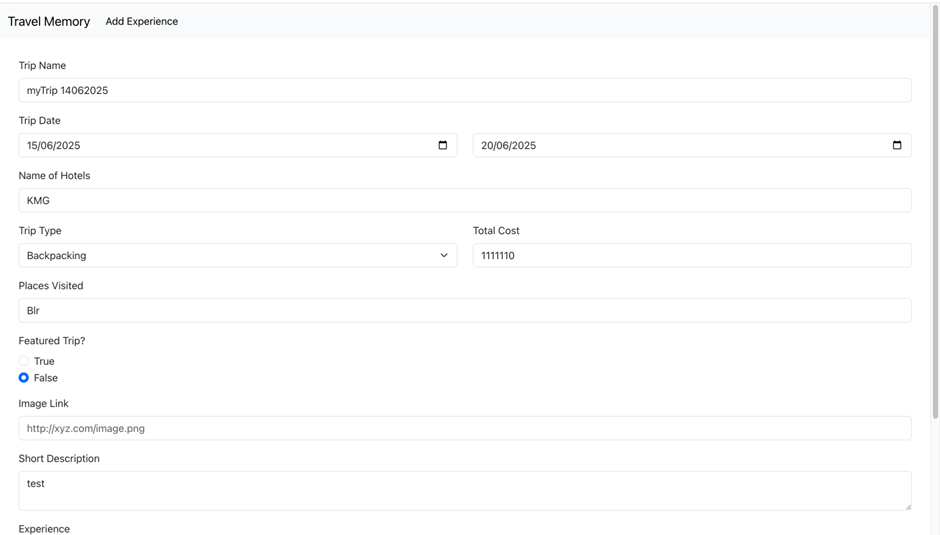 Travel Memory Add Experience
Trip Name
myTrip 14062025
Trip Date
15/06/2025 20/06/2025
Name of Hotels
KMG
Trip Type Total Cost
Backpacking 1111110
Places Visited
Blr
Featured Trip?
True
False
Image Link
http://xyz.com/image.png
Short Description
test
Experience